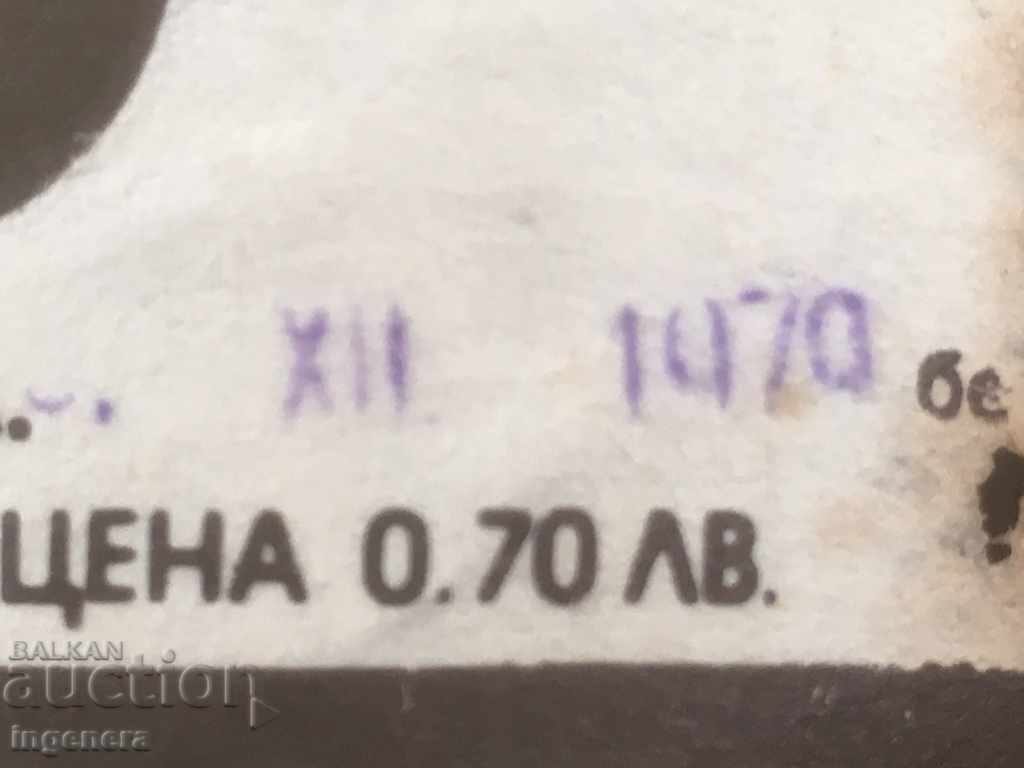 XII 1970 бе
ЦЕНА 0.70 ЛВ.
BALKAN
auction
ingenera